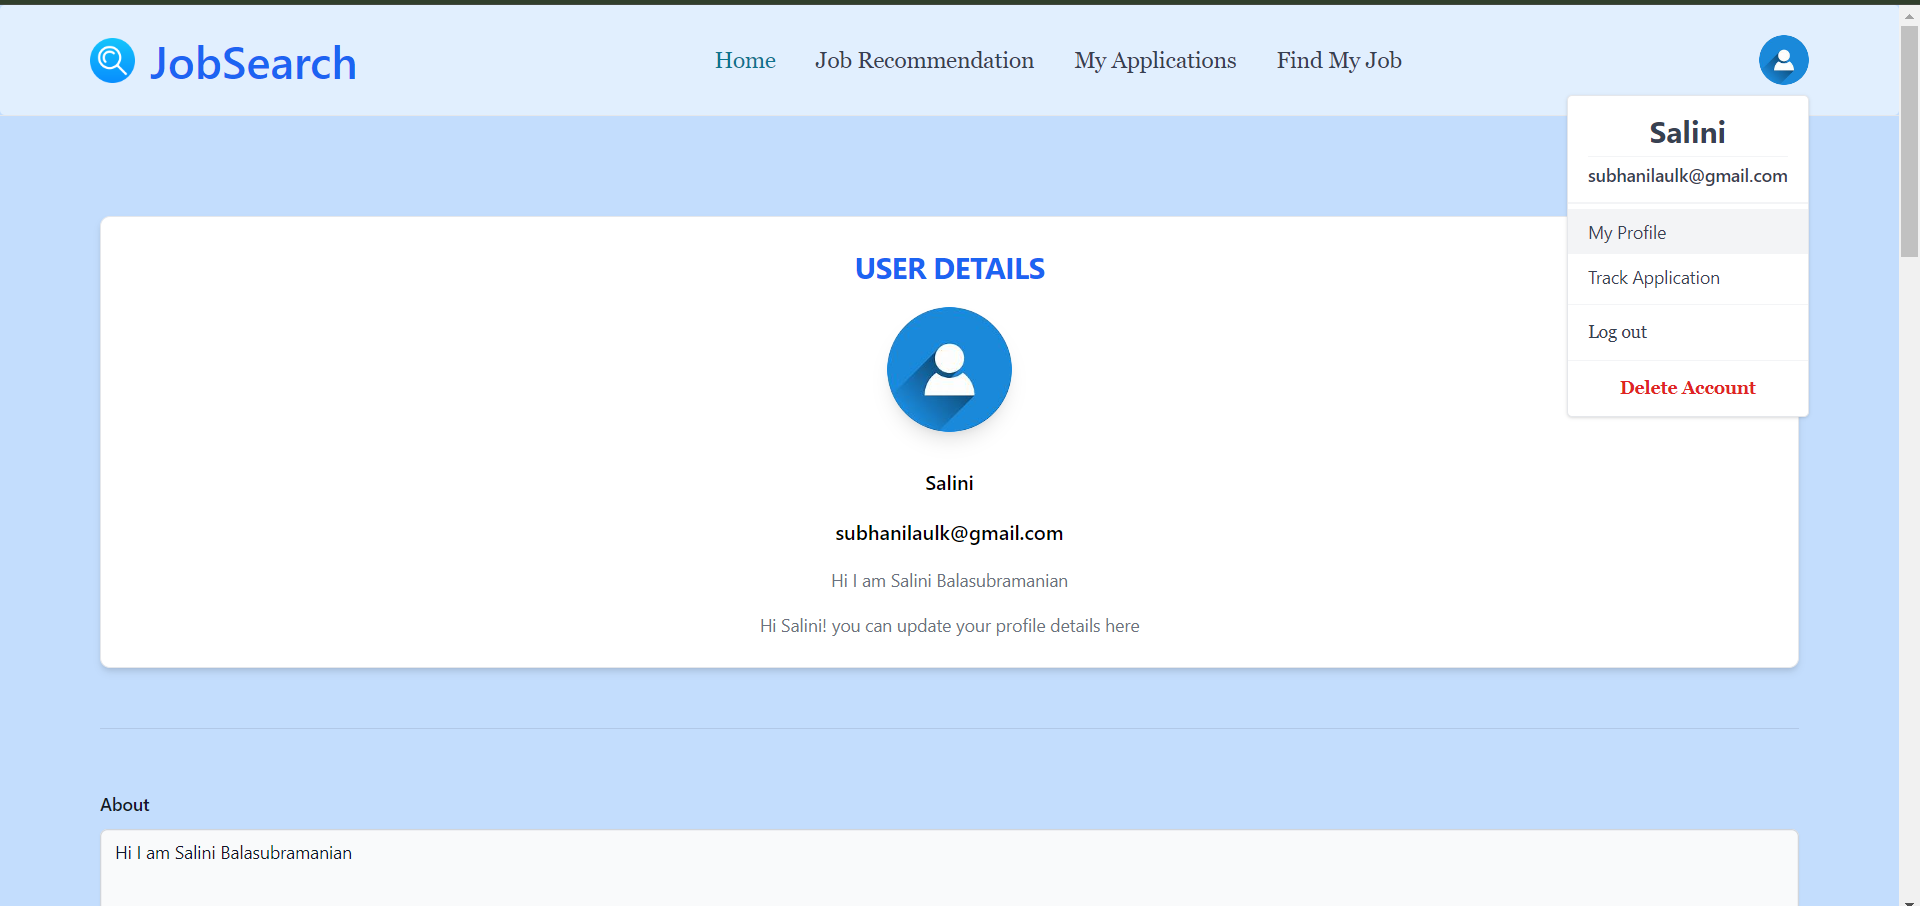 JobSearch
Home
Job Recommendation
My Applications
Find My Job
Salini
subhanilaulk@gmail.com
My Profile
Track Application
Log out
Delete Account
USER DETAILS
Salini
subhanilaulk@gmail.com
Hi I am Salini Balasubramanian
Hi Salini! you can update your profile details here
About
Hi I am Salini Balasubramanian